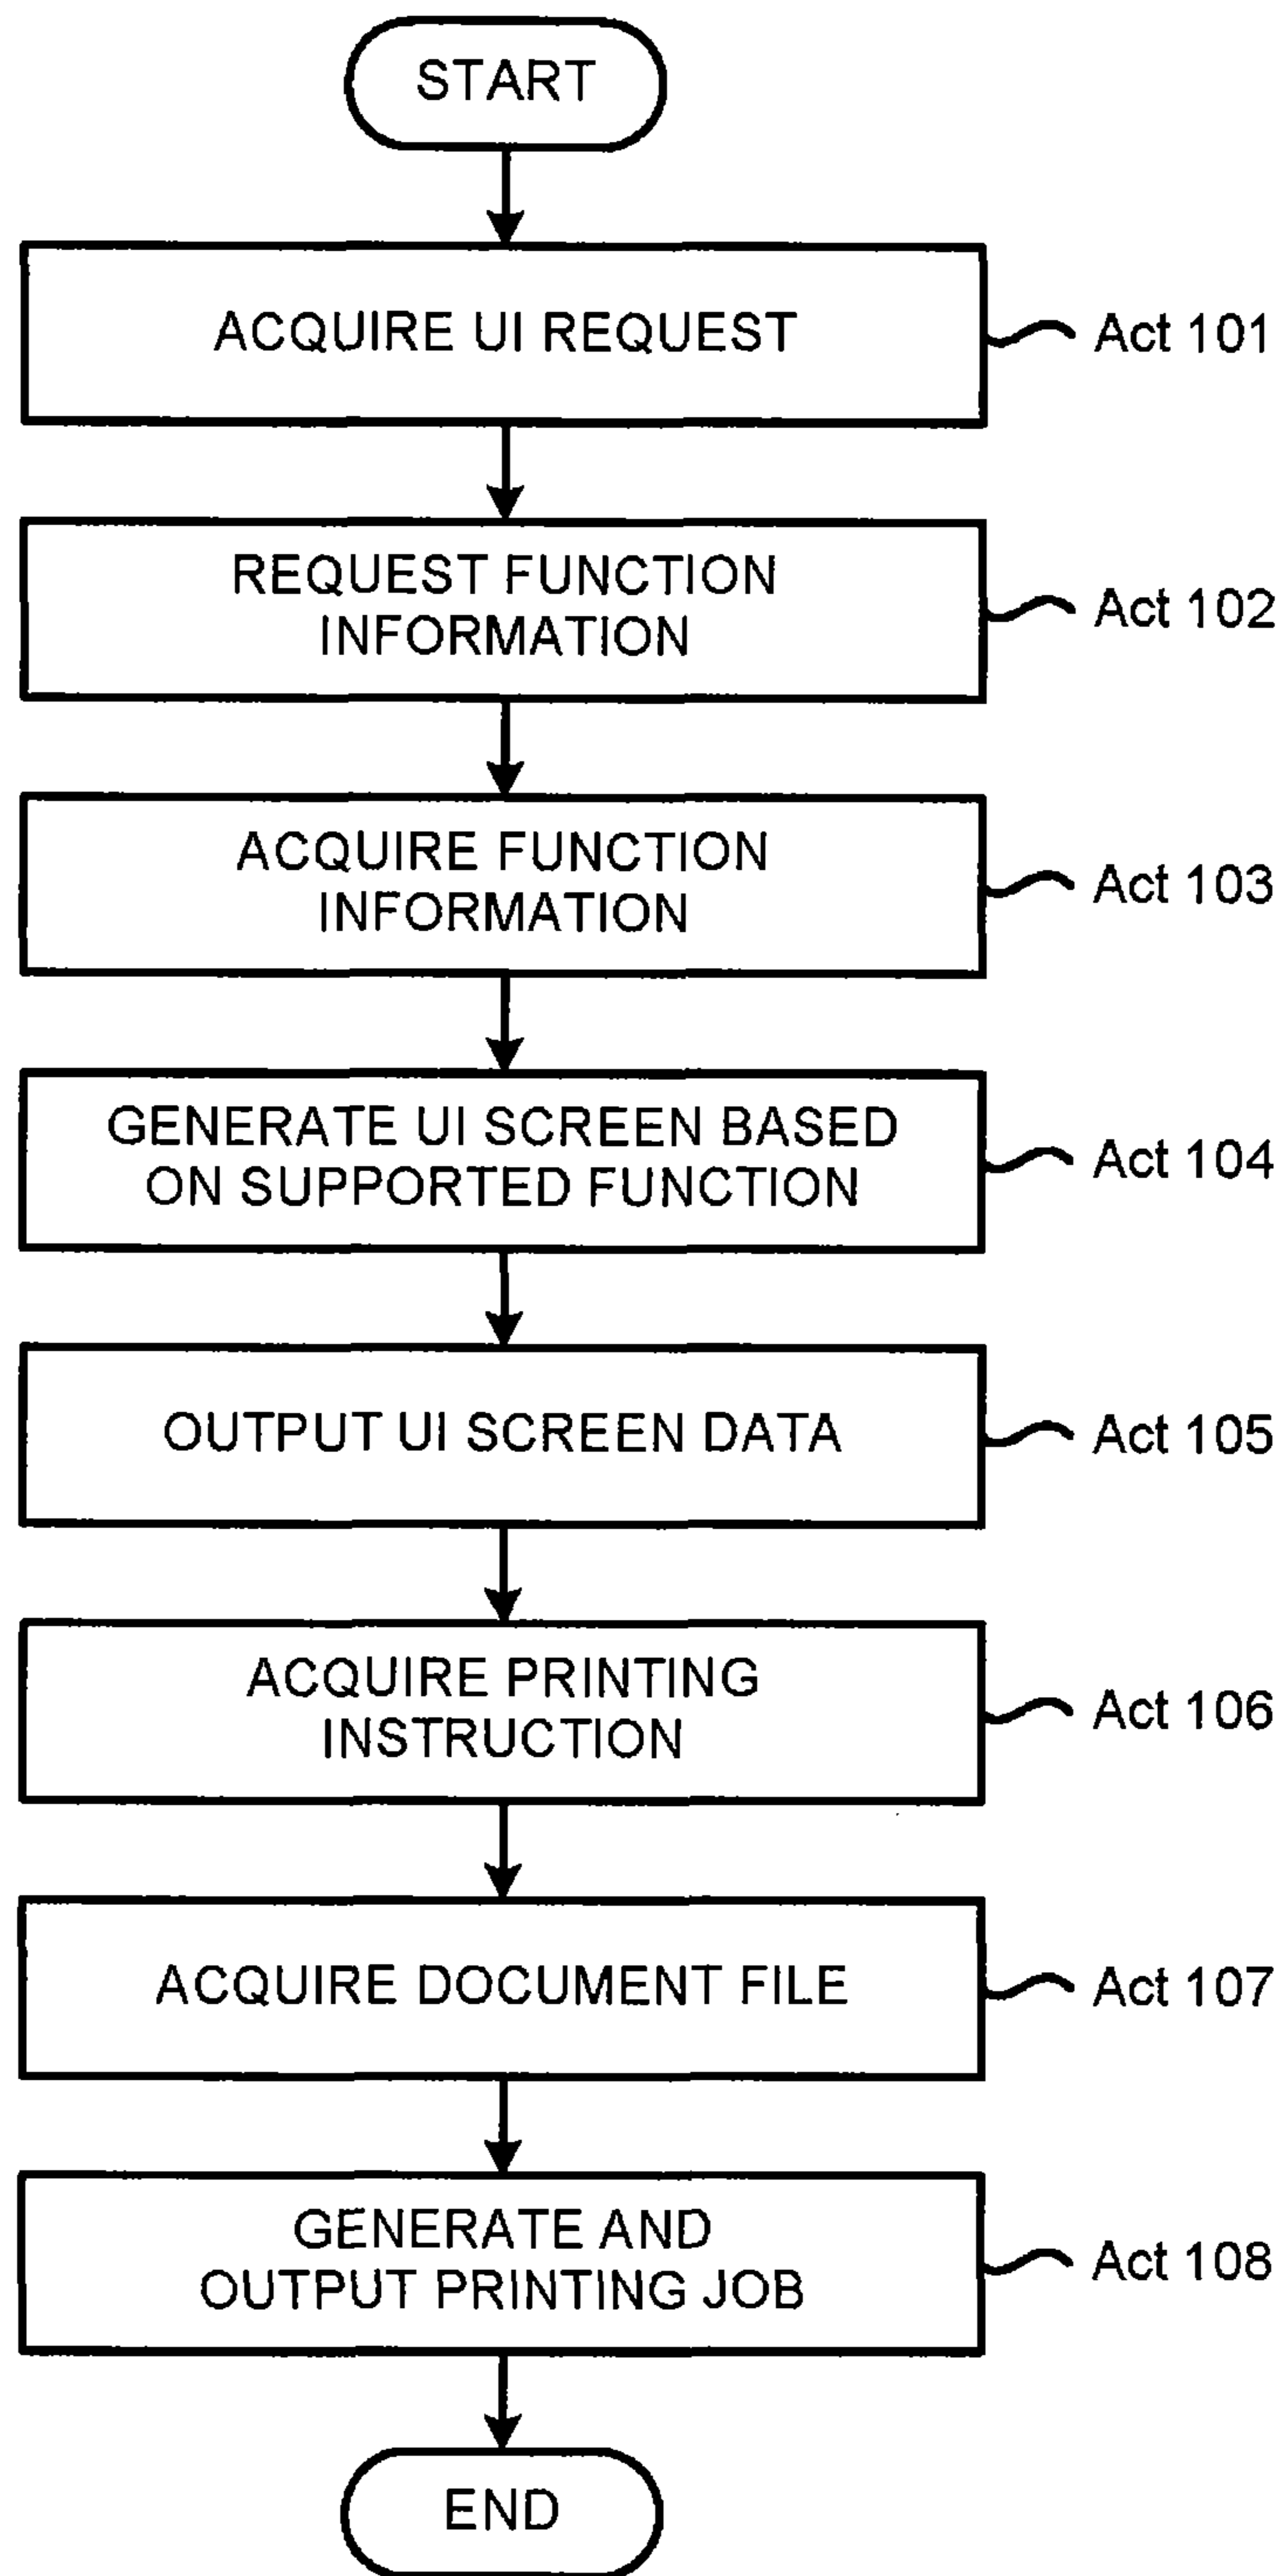 START
ACQUIRE UI REQUEST
Act 101
REQUEST FUNCTION
INFORMATION
Act 102
ACQUIRE FUNCTION
INFORMATION
Act 103
GENERATE UI SCREEN BASED
ON SUPPORTED FUNCTION
Act 104
OUTPUT UI SCREEN DATA
Act 105
ACQUIRE PRINTING
INSTRUCTION
Act 106
ACQUIRE DOCUMENT FILE
Act 107
GENERATE AND
OUTPUT PRINTING JOB
Act 108
END